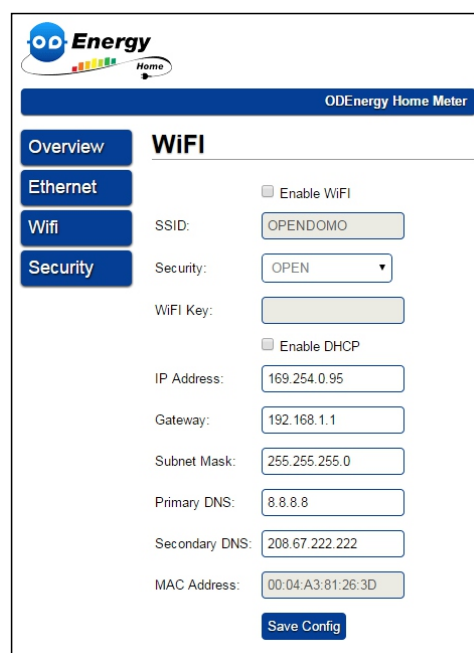 OD Energy
Home
ODEnergy Home Meter
Overview
Ethernet
Wifi
Security
WiFI
Enable WiFI
SSID: OPENDOMO
Security: OPEN
WiFI Key:
Enable DHCP
IP Address: 169.254.0.95
Gateway: 192.168.1.1
Subnet Mask: 255.255.255.0
Primary DNS: 8.8.8.8
Secondary DNS: 208.67.222.222
MAC Address: 00:04:A3:81:26:3D
Save Config